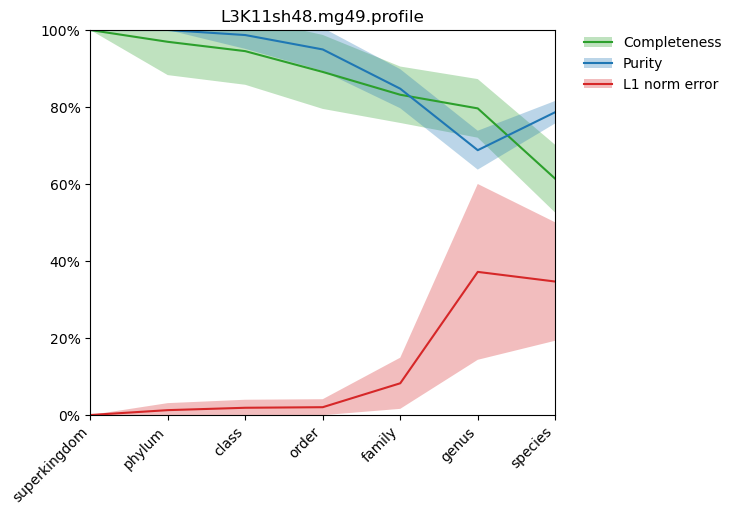 L3K11sh48.mg49.profile
100%
80%
60%
40%
20%
0%
superkingdom
phylum
class
order
family
genus
species
Completeness
Purity
L1 norm error